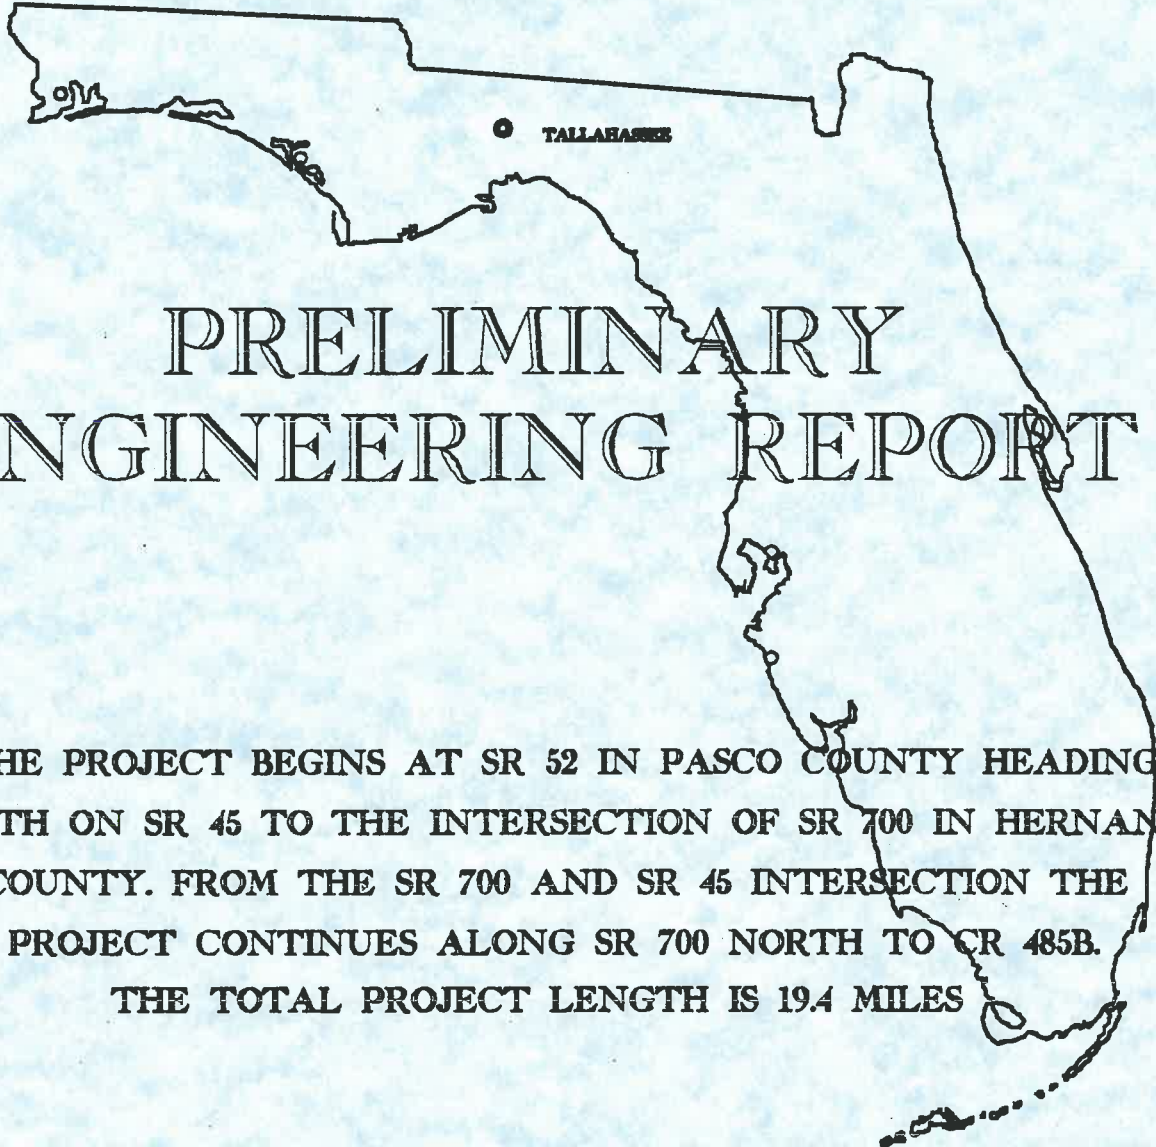 TALLAHASSEE
PRELIMINARY
NGINEERING REPORT
HE PROJECT BEGINS AT SR 52 IN PASCO COUNTY HEADING
TH ON SR 45 TO THE INTERSECTION OF SR 700 IN HERNAN
COUNTY. FROM THE SR 700 AND SR 45 INTERSECTION THE
PROJECT CONTINUES ALONG SR 700 NORTH TO CR 485B.
THE TOTAL PROJECT LENGTH IS 19.4 MILES